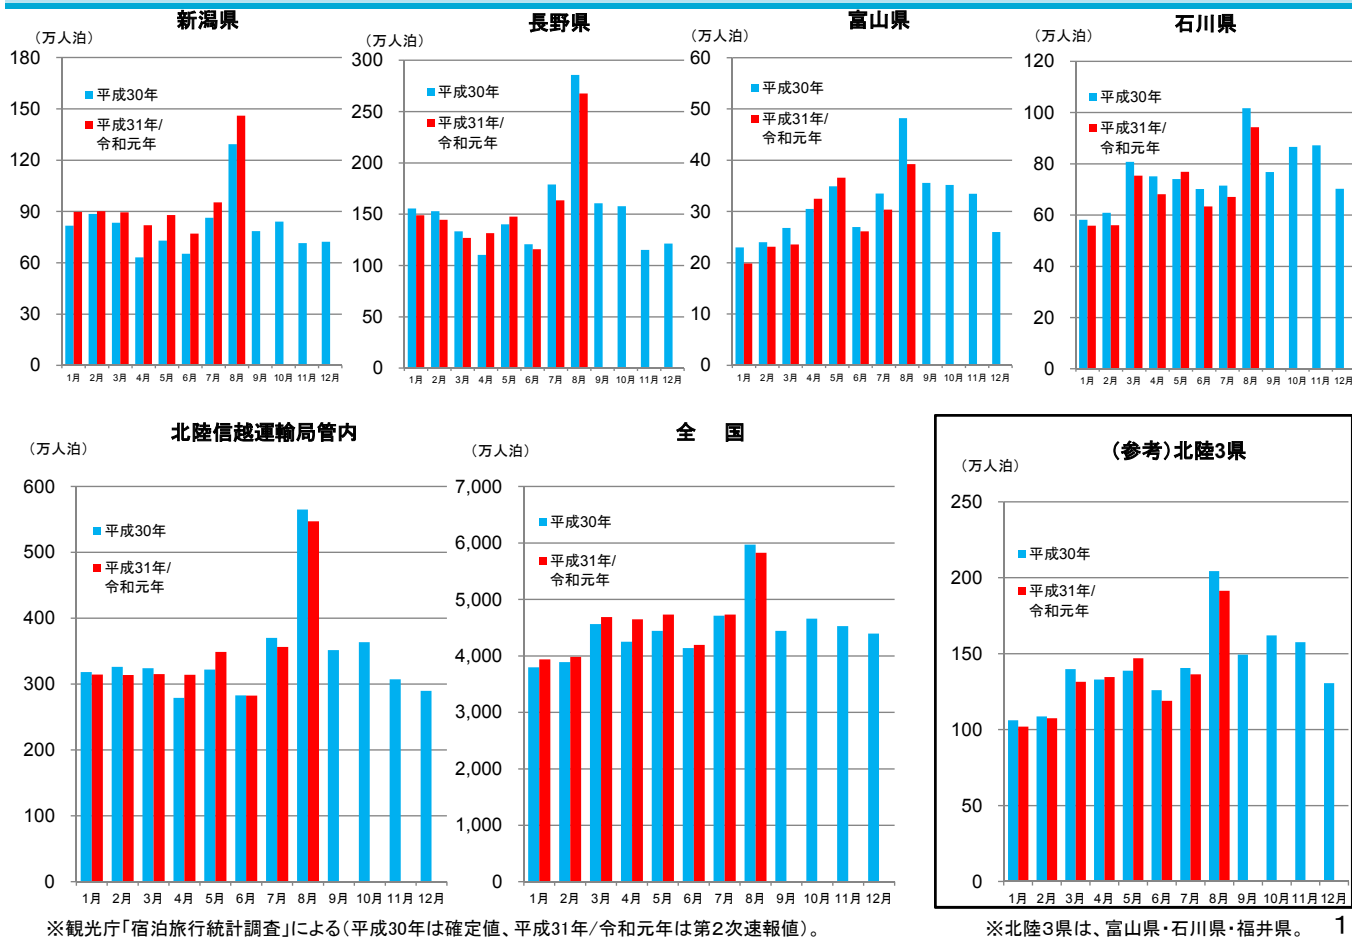 新潟県
（万人泊）
180
150
120
90
60
30
0
平成30年
平成31年/
令和元年
1月 2月 3月 4月 5月 6月 7月 8月 9月 10月 11月 12月
長野県
（万人泊）
300
250
200
150
100
50
0
平成30年
平成31年/
令和元年
1月 2月 3月 4月 5月 6月 7月 8月 9月 10月 11月 12月
富山県
（万人泊）
60
50
40
30
20
10
0
平成30年
平成31年/
令和元年
1月 2月 3月 4月 5月 6月 7月 8月 9月 10月 11月 12月
石川県
（万人泊）
120
100
80
60
40
20
0
平成30年
平成31年/
令和元年
1月 2月 3月 4月 5月 6月 7月 8月 9月 10月 11月 12月
北陸信越運輸局管内
（万人泊）
600
500
400
300
200
100
0
平成30年
平成31年/
令和元年
1月 2月 3月 4月 5月 6月 7月 8月 9月 10月 11月 12月
全 国
（万人泊）
7,000
6,000
5,000
4,000
3,000
2,000
1,000
0
平成30年
平成31年/
令和元年
1月 2月 3月 4月 5月 6月 7月 8月 9月 10月 11月 12月
（参考）北陸3県
（万人泊）
250
200
150
100
50
0
平成30年
平成31年/
令和元年
1月 2月 3月 4月 5月 6月 7月 8月 9月 10月 11月 12月
※観光庁「宿泊旅行統計調査」による（平成30年は確定値、平成31年/令和元年は第２次速報値）。
※北陸３県は、富山県・石川県・福井県。
1